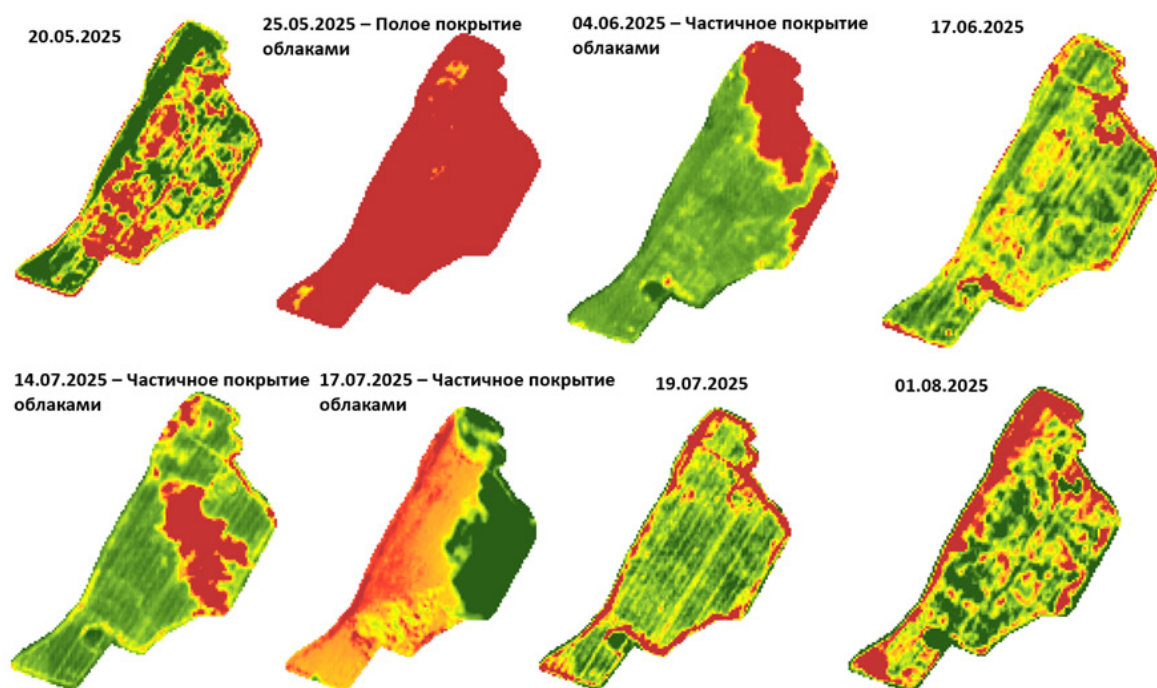 20.05.2025
25.05.2025 – Полое покрытие
облаками
04.06.2025 – Частичное покрытие
облаками
17.06.2025
14.07.2025 – Частичное покрытие
облаками
17.07.2025 – Частичное покрытие
облаками
19.07.2025
01.08.2025